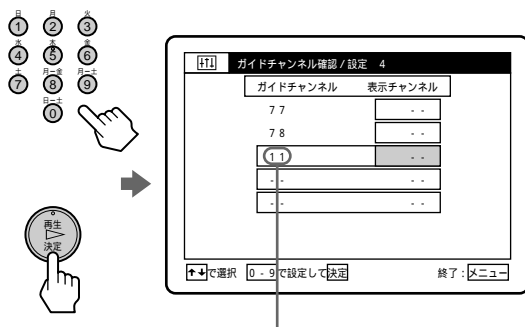 日 月 火
1 2 3
水 木 金
4 5 6
土 月-金 月-土
7 8 9
日-土
0
再生
決定
ガイドチャンネル確認/設定 4
ガイドチャンネル 表示チャンネル
77 --
78 --
11 --
-- --
-- --
で選択 0-9で設定して決定 終了:メニュー